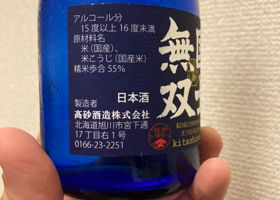 アルコール分
15度以上16度未満
原材料名
米(国産)、
米こうじ(国産米)
精米歩合55%
日本酒
製造者
高砂酒造株式会社
北海道旭川市宮下通
17丁目右1号
0166-23-2251
無双